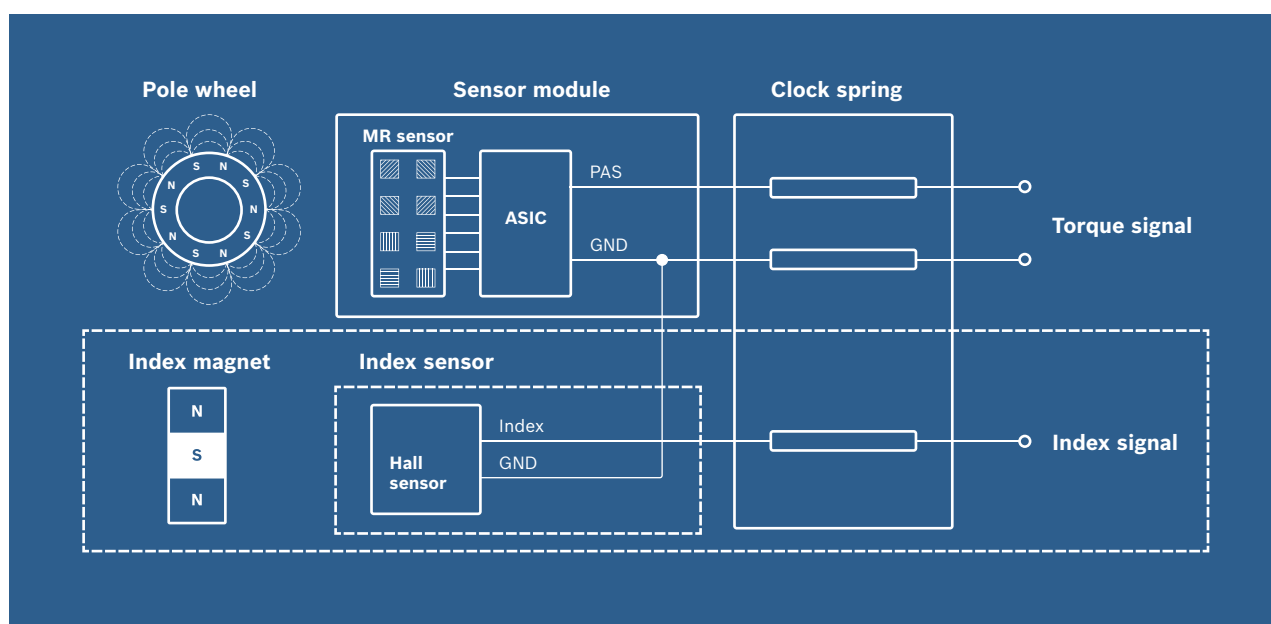 Pole wheel
Sensor module
Clock spring
MR sensor
S N
N S
S N
N S
S N
ASIC
PAS
GND
Torque signal
Index magnet
N
S
N
Index sensor
Hall
sensor
Index
GND
Index signal